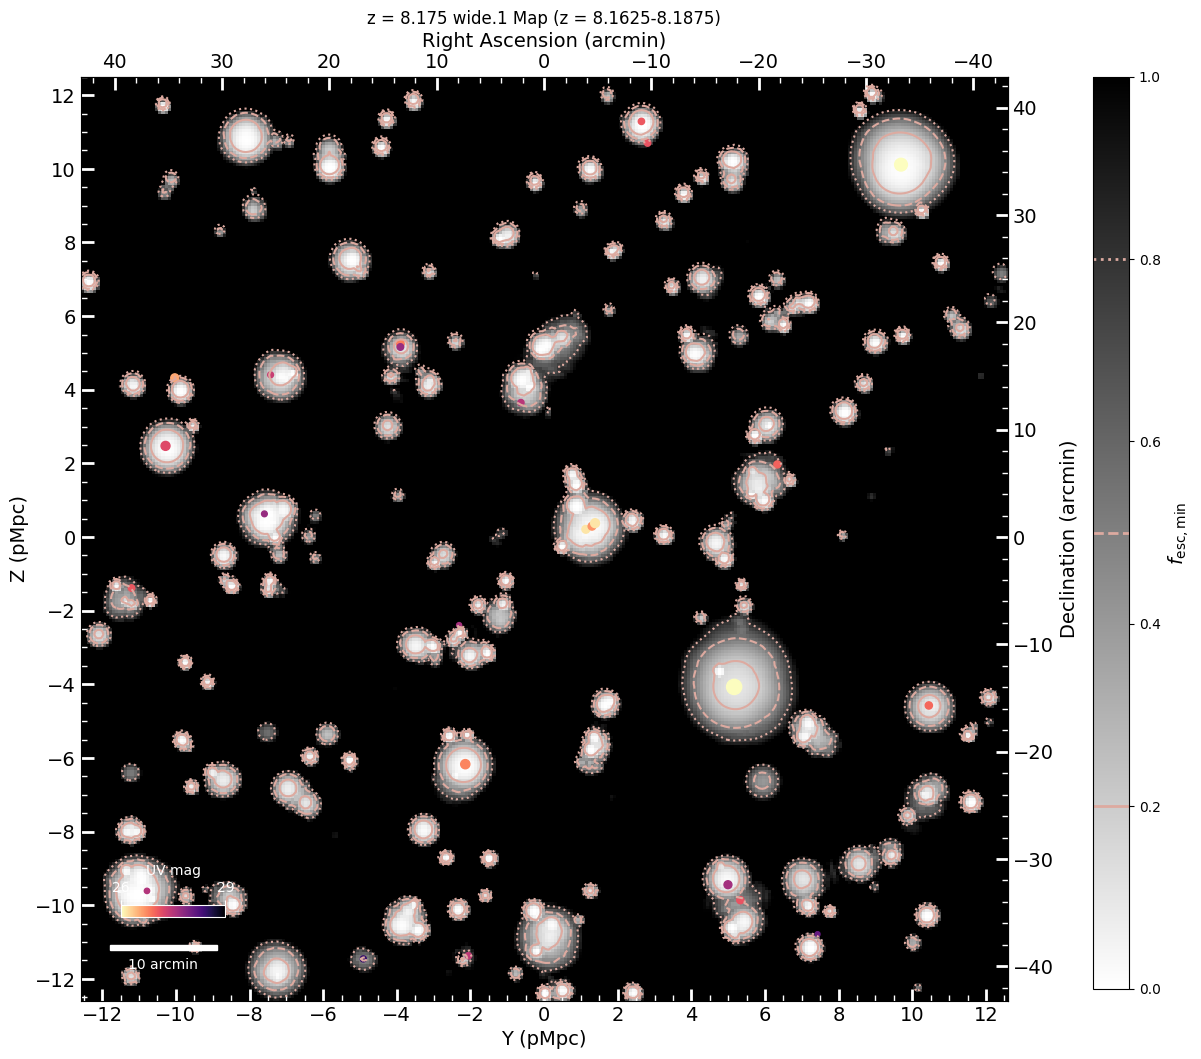 z = 8.175 wide.1 Map (z = 8.1625-8.1875)
Right Ascension (arcmin)
40 30 20 10 0 −10 −20 −30 −40
12 10 8 6 4 2 0 −2 −4 −6 −8 −10 −12
Z (pMpc)
40 30 20 10 0 −10 −20 −30 −40
Declination (arcmin)
1.0 0.8 0.6 0.4 0.2 0.0
fesc,min
UV mag
29
10 arcmin
−12 −10 −8 −6 −4 −2 0 2 4 6 8 10 12
Y (pMpc)